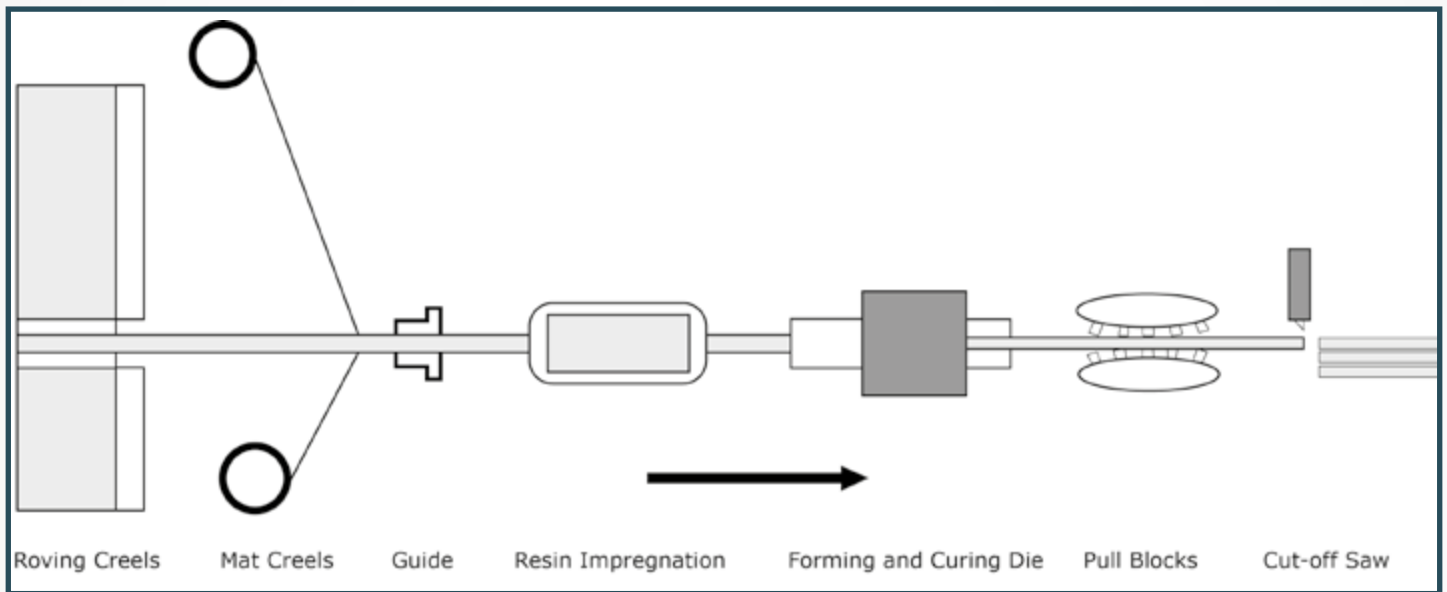 Roving Creels Mat Creels Guide Resin Impregnation Forming and Curing Die Pull Blocks Cut-off Saw